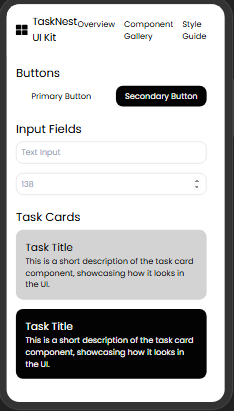 TaskNest
UI Kit
Overview
Component
Gallery
Style
Guide
Buttons
Primary Button
Secondary Button
Input Fields
Text Input
138
Task Cards
Task Title
This is a short description of the task card
component, showcasing how it looks in
the UI.
Task Title
This is a short description of the task card
component, showcasing how it looks in
the UI.